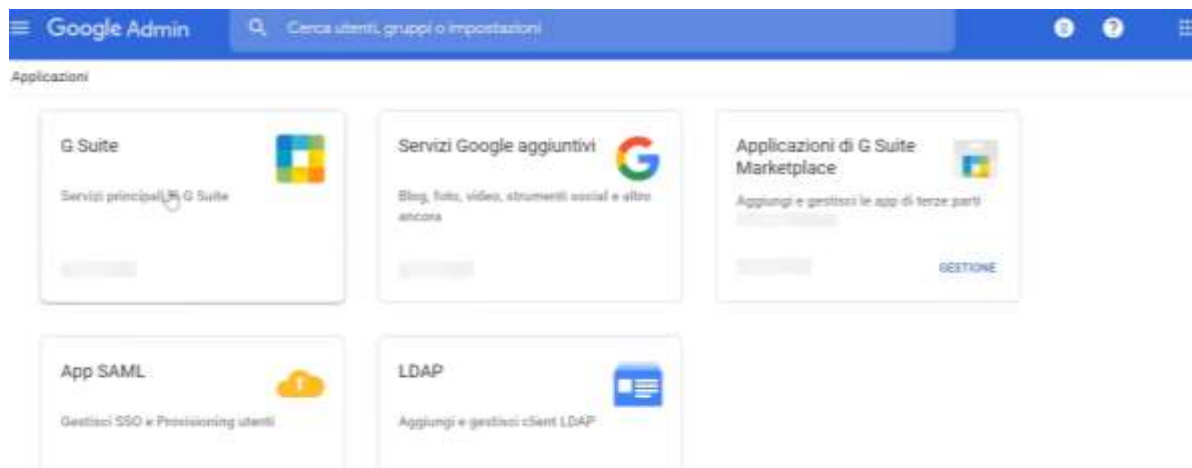 Google Admin
Cerca utenti, gruppi o impostazioni
Applicazioni
G Suite
Servizi principali di G Suite
Servizi Google aggiuntivi
Blog, foto, video, strumenti social e altro
ancora
Applicazioni di G Suite
Marketplace
Aggiungi e gestisci le app di terze parti
GESTIONE
App SAML
Gestisci SSO e Provisioning utenti
LDAP
Aggiungi e gestisci client LDAP